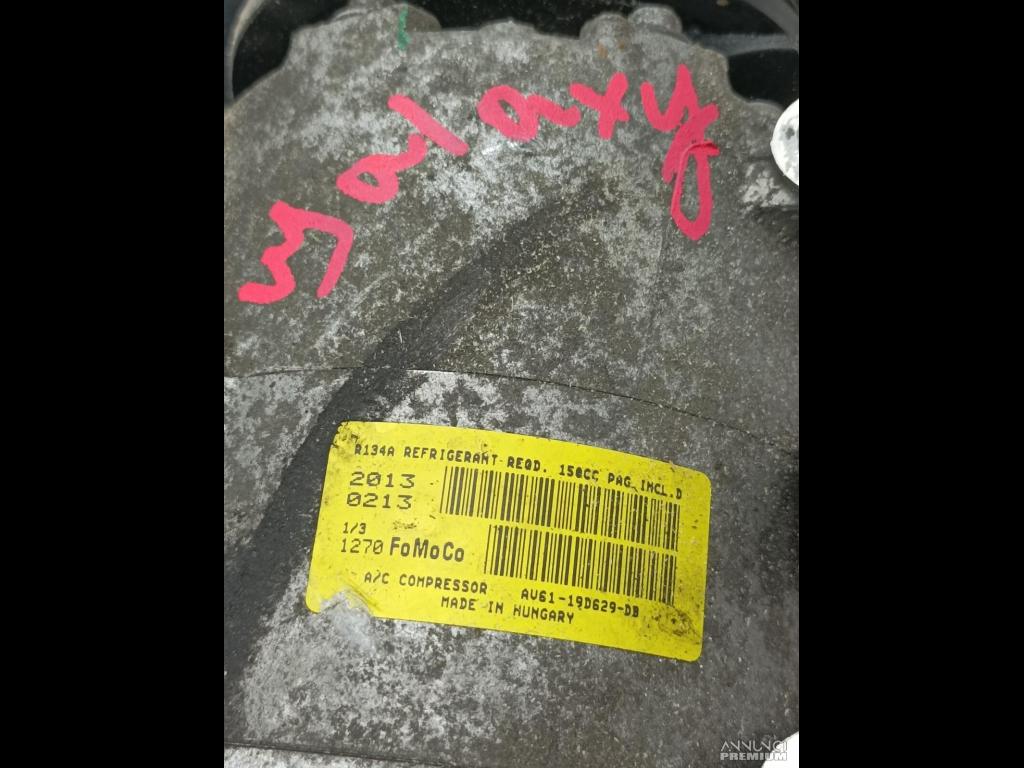 galaxy
R134A REFRIGERANT REQD. 150CC PAG INCL.D
2013
0213
1/3
1270 FoMoCo
A/C COMPRESSOR AV61-19D629-DB
MADE IN HUNGARY
ANNUNCI
PREMIUM